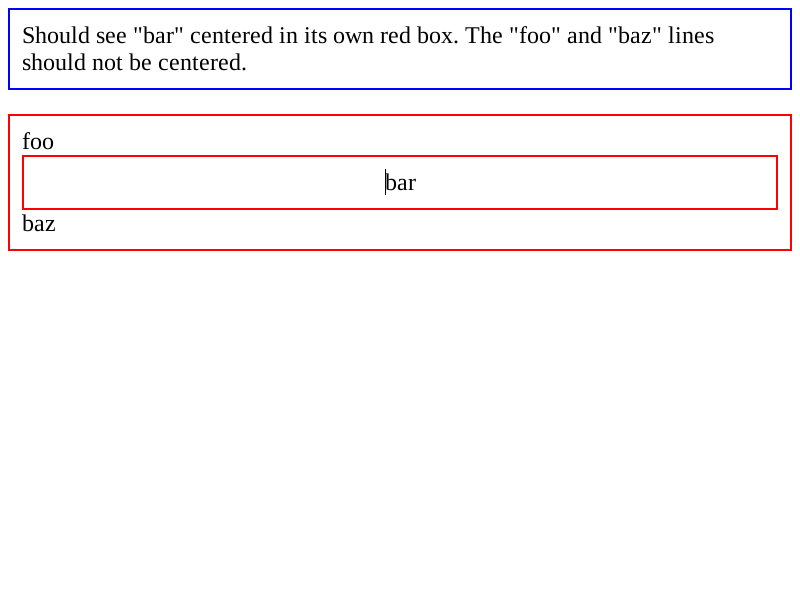 Should see "bar" centered in its own red box. The "foo" and "baz" lines
should not be centered.
foo
bar
baz